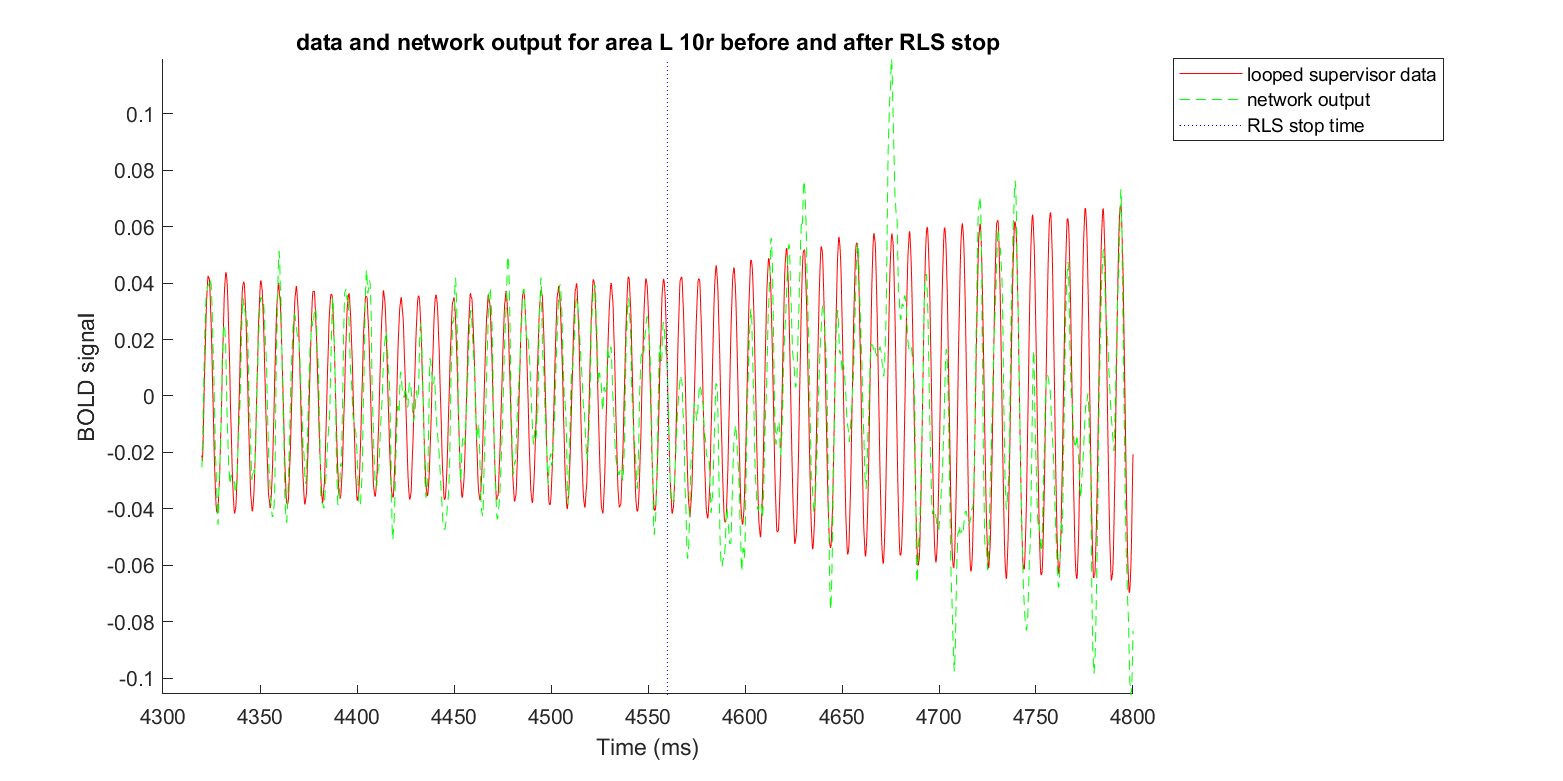 data and network output for area L 10r before and after RLS stop
looped supervisor data
network output
RLS stop time
BOLD signal
0.1
0.08
0.06
0.04
0.02
0
-0.02
-0.04
-0.06
-0.08
-0.1
4300 4350 4400 4450 4500 4550 4600 4650 4700 4750 4800
Time (ms)